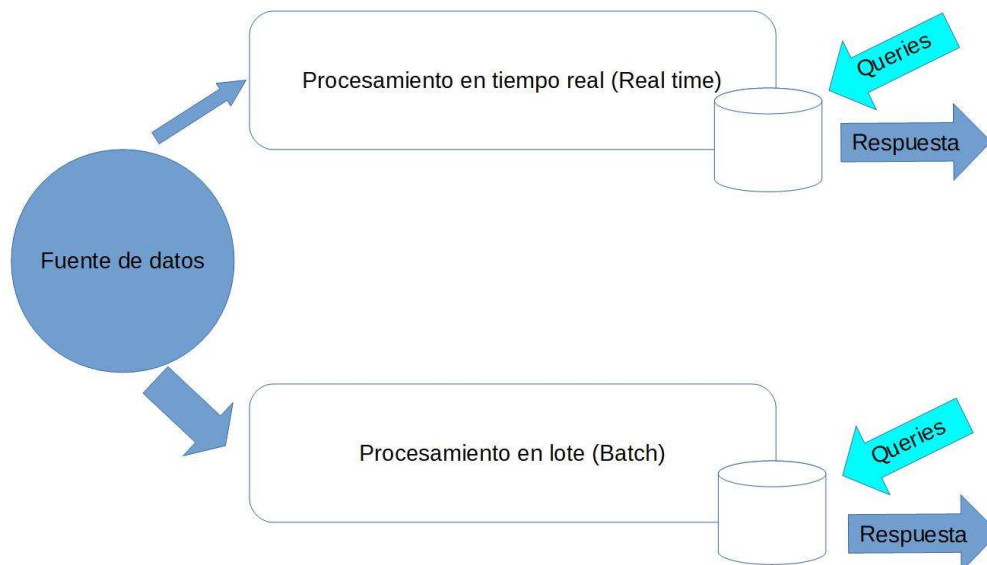 Procesamiento en tiempo real (Real time)
Queries
Respuesta
Fuente de datos
Procesamiento en lote (Batch)
Queries
Respuesta